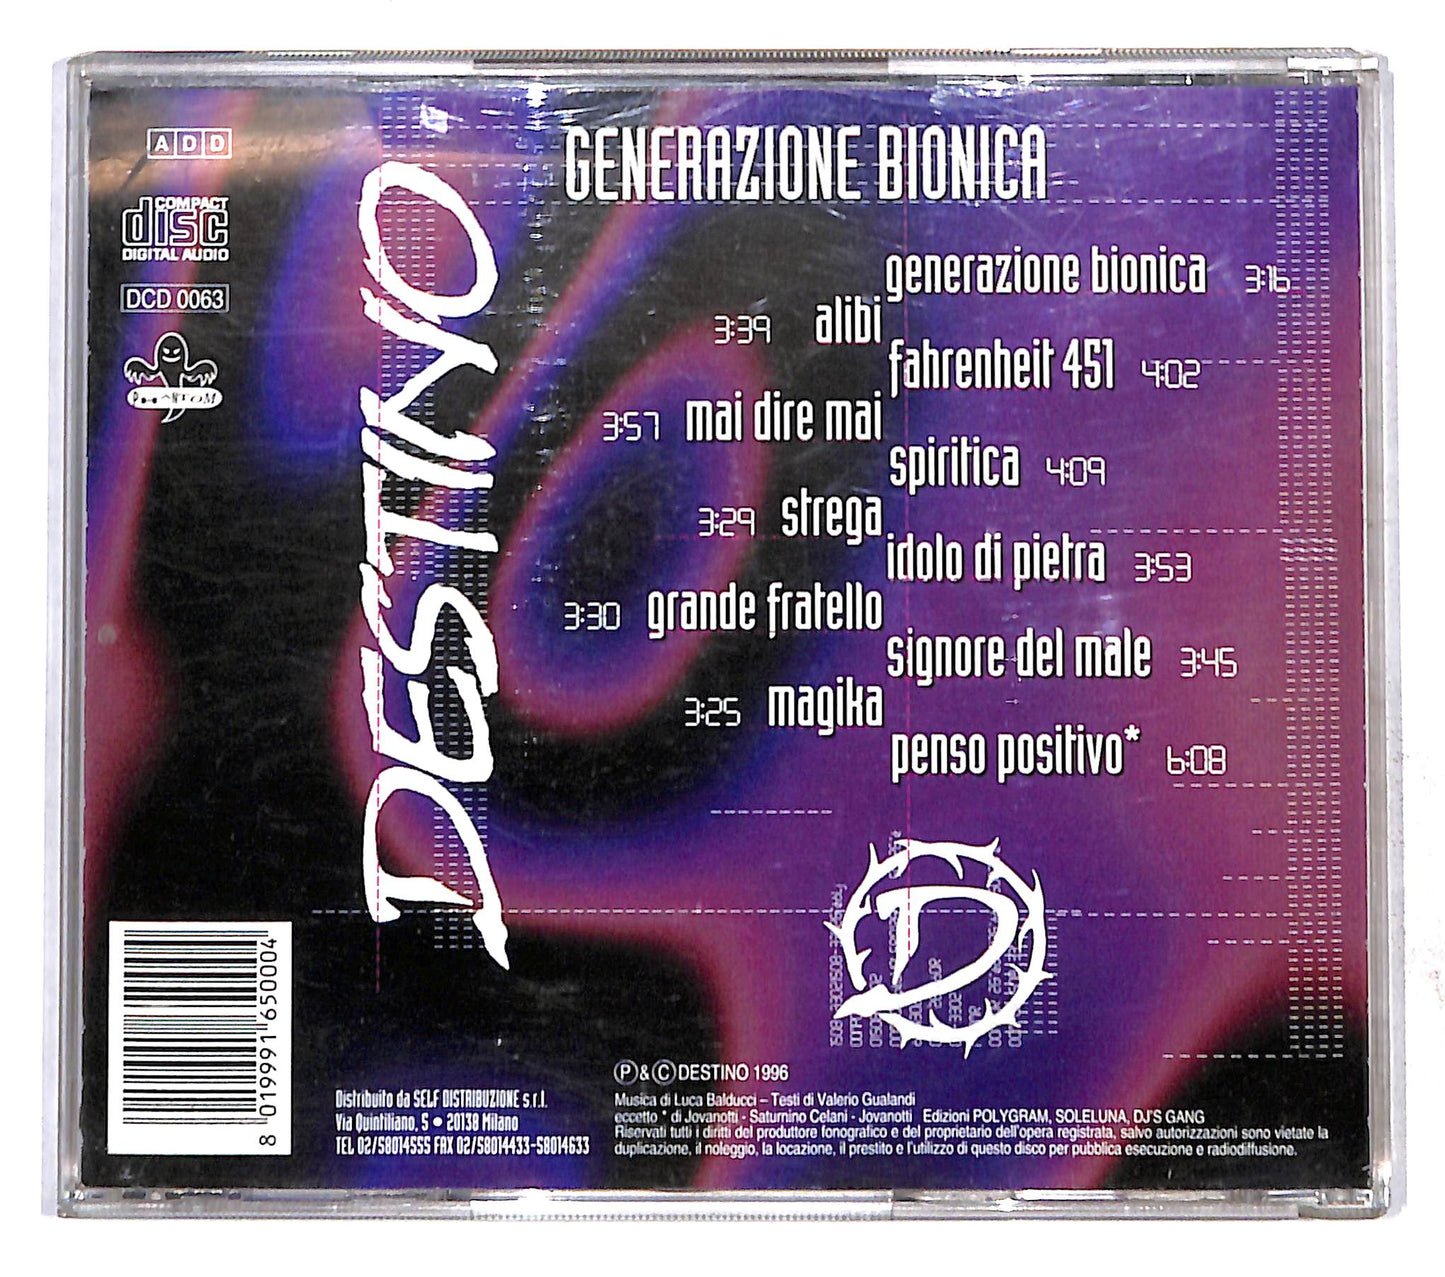 ADD
COMPACT
disc
DIGITAL AUDIO
DCD 0063
DESTINO
GENERAZIONE BIONICA
generazione bionica 3:16
3:39 alibi
fahrenheit 451 4:02
3:57 mai dire mai
spiritica 4:09
3:29 strega
idolo di pietra 3:53
3:30 grande fratello
signore del male 3:45
3:25 magika
penso positivo* 6:08
D
8 019991 650004
Distribuito da SELF DISTRIBUZIONE s.r.l.
Via Quintiliano, 5 • 20138 Milano
TEL 02/58014555 FAX 02/58014433-58014633
Ⓟ & Ⓒ DESTINO 1996
Musica di Luca Balducci – Testi di Valerio Gualandi
eccetto * di Jovanotti - Saturnino Celani - Jovanotti Edizioni POLYGRAM, SOLELUNA, DJ'S GANG
Riservati tutti i diritti del produttore fonografico e del proprietario dell'opera registrata, salvo autorizzazioni sono vietate la
duplicazione, il noleggio, la locazione, il prestito e l'utilizzo di questo disco per pubblica esecuzione e radiodiffusione.